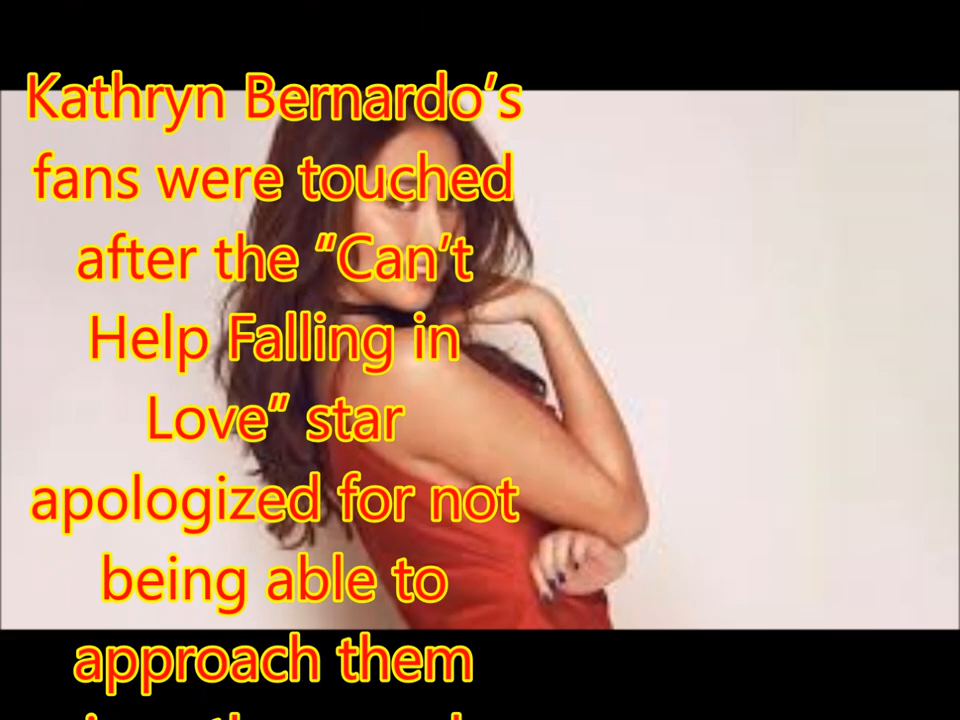 Kathryn Bernardo’s
fans were touched
after the “Can’t
Help Falling in
Love” star
apologized for not
being able to
approach them